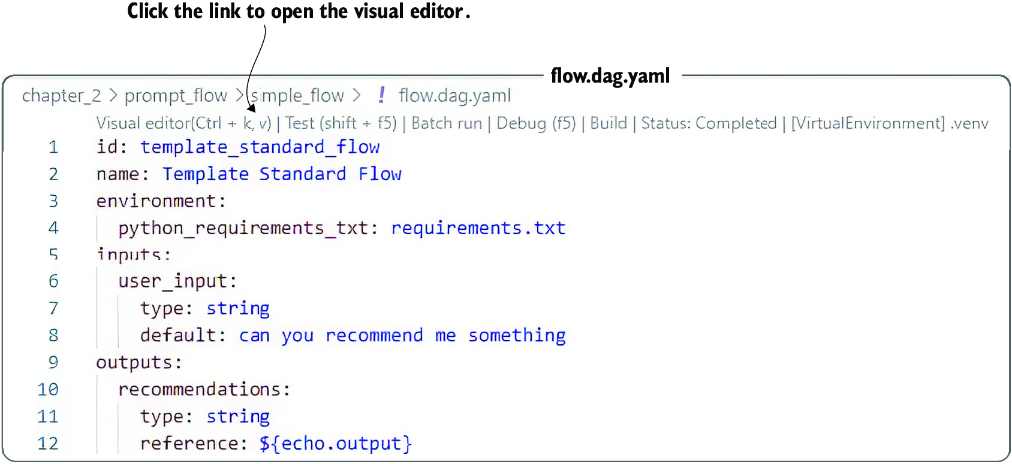 Click the link to open the visual editor.
flow.dag.yaml
chapter_2 > prompt_flow > simple_flow > ! flow.dag.yaml
Visual editor(Ctrl + k, v) | Test (shift + f5) | Batch run | Debug (f5) | Build | Status: Completed | [VirtualEnvironment] .venv
1 id: template_standard_flow
2 name: Template Standard Flow
3 environment:
4 python_requirements_txt: requirements.txt
5 inputs:
6 user_input:
7 type: string
8 default: can you recommend me something
9 outputs:
10 recommendations:
11 type: string
12 reference: ${echo.output}